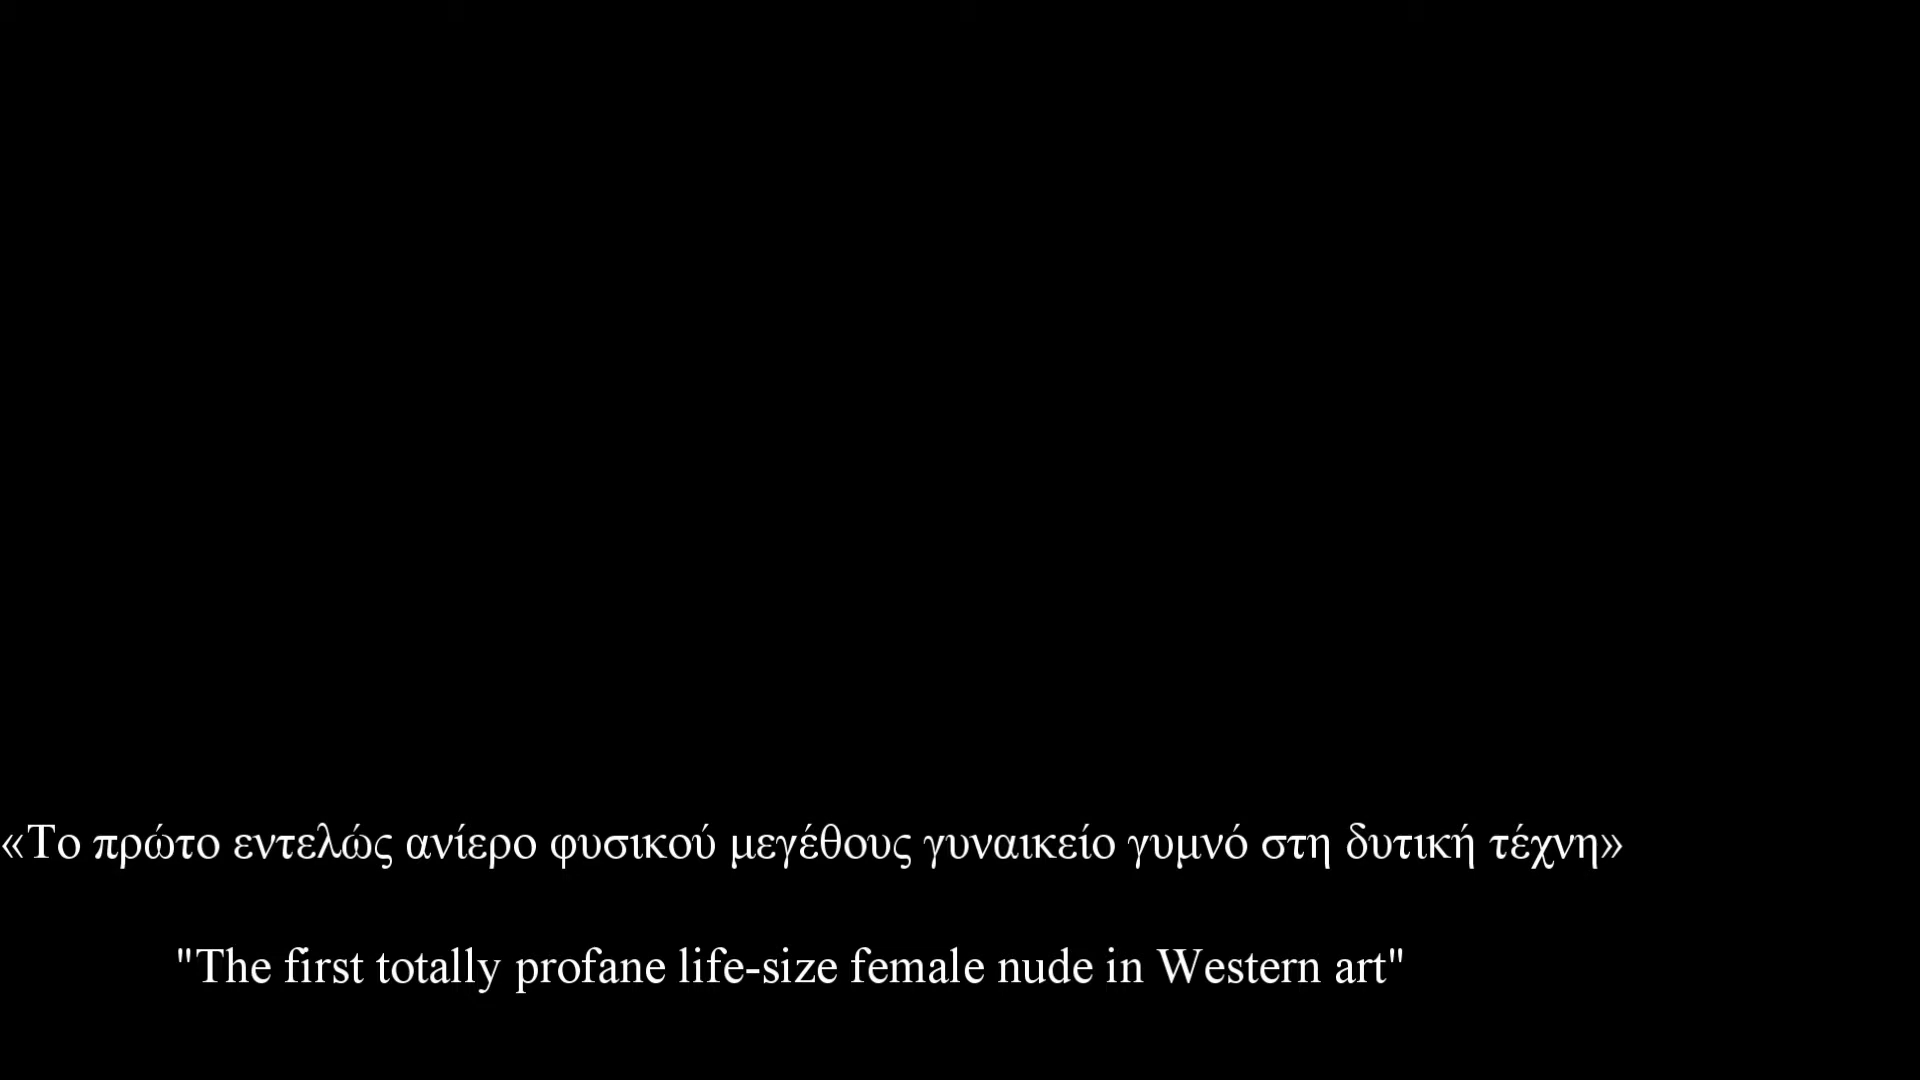 «Το πρώτο εντελώς ανίερο φυσικού μεγέθους γυναικείο γυμνό στη δυτική τέχνη»
"The first totally profane life-size female nude in Western art"